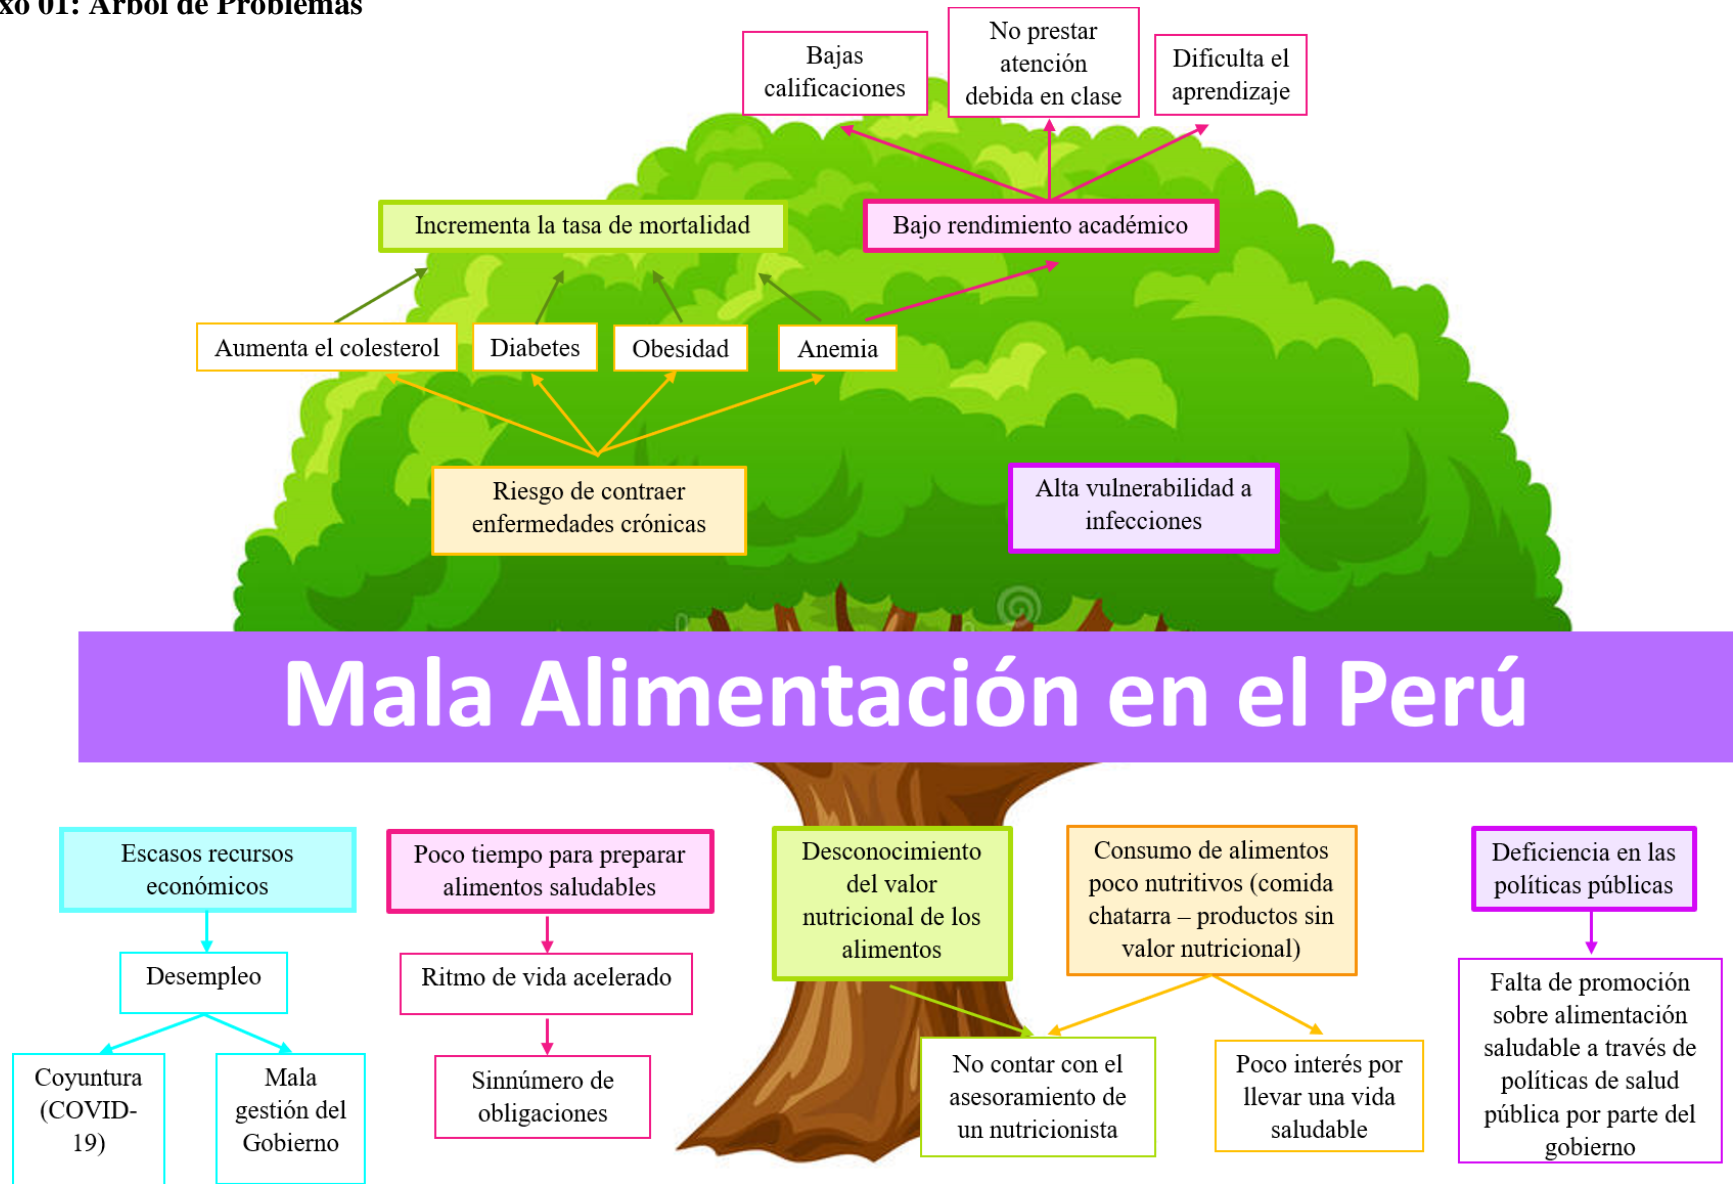 xo 01: Árbol de Problemas
Bajas
calificaciones
No prestar
atención
debida en clase
Dificulta el
aprendizaje
Incrementa la tasa de mortalidad
Bajo rendimiento académico
Aumenta el colesterol
Diabetes
Obesidad
Anemia
Riesgo de contraer
enfermedades crónicas
Alta vulnerabilidad a
infecciones
Mala Alimentación en el Perú
Escasos recursos
económicos
Poco tiempo para preparar
alimentos saludables
Desconocimiento
del valor
nutricional de los
alimentos
Consumo de alimentos
poco nutritivos (comida
chatarra – productos sin
valor nutricional)
Deficiencia en las
políticas públicas
Desempleo
Ritmo de vida acelerado
Coyuntura
(COVID-
19)
Mala
gestión del
Gobierno
Sinnúmero de
obligaciones
No contar con el
asesoramiento de
un nutricionista
Poco interés por
llevar una vida
saludable
Falta de promoción
sobre alimentación
saludable a través de
políticas de salud
pública por parte del
gobierno